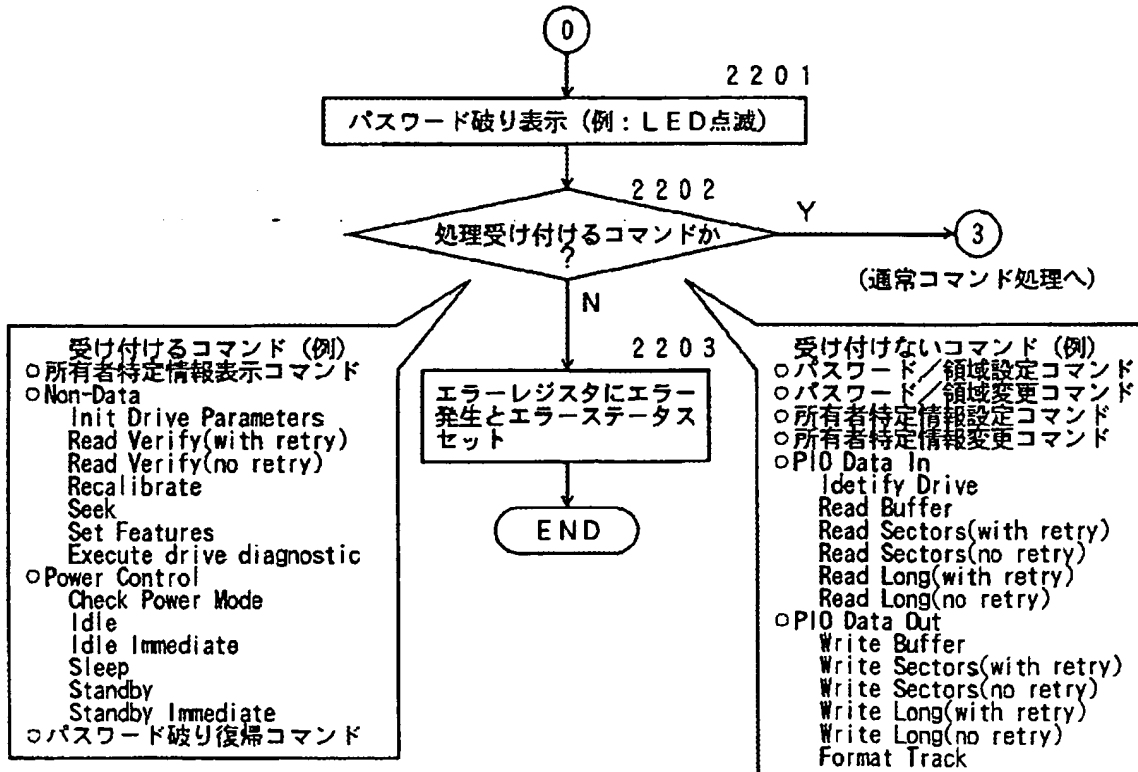 0
2201
パスワード破り表示（例：ＬＥＤ点滅）
2202
処理受け付けるコマンドか
？
Y
3
（通常コマンド処理へ）
N
受け付けるコマンド（例）
○所有者特定情報表示コマンド
○Non-Data
Init Drive Parameters
Read Verify(with retry)
Read Verify(no retry)
Recalibrate
Seek
Set Features
Execute drive diagnostic
○Power Control
Check Power Mode
Idle
Idle Immediate
Sleep
Standby
Standby Immediate
○パスワード破り復帰コマンド
2203
エラーレジスタにエラー
発生とエラーステータス
セット
END
受け付けないコマンド（例）
○パスワード／領域設定コマンド
○パスワード／領域変更コマンド
○所有者特定情報設定コマンド
○所有者特定情報変更コマンド
○PIO Data In
Idetify Drive
Read Buffer
Read Sectors(with retry)
Read Sectors(no retry)
Read Long(with retry)
Read Long(no retry)
○PIO Data Out
Write Buffer
Write Sectors(with retry)
Write Sectors(no retry)
Write Long(with retry)
Write Long(no retry)
Format Track